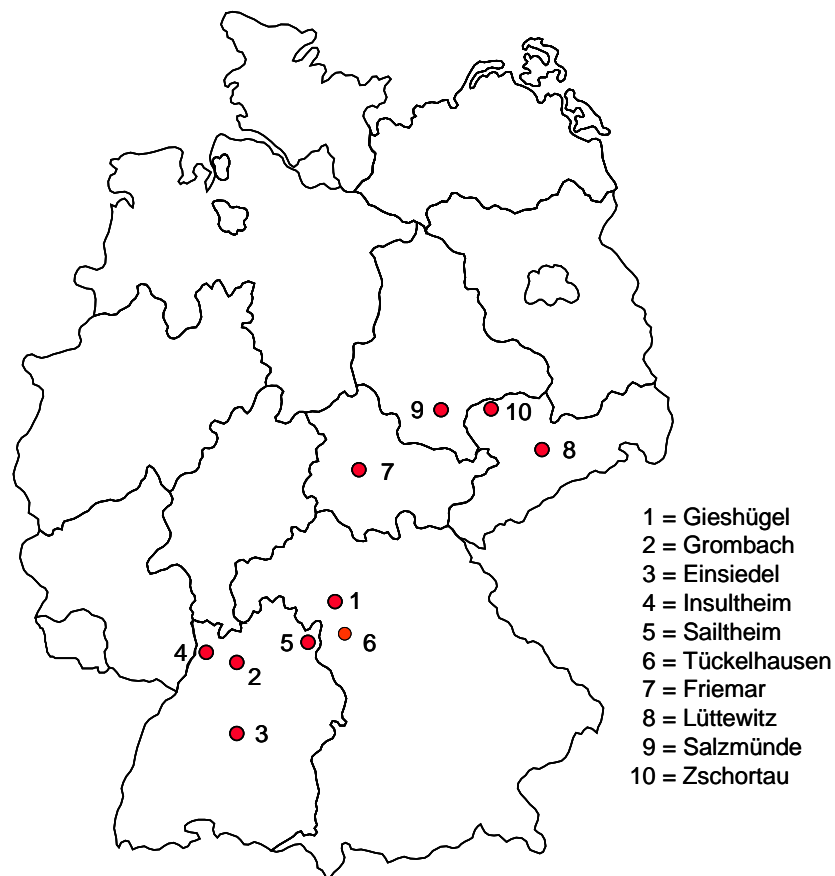 9
10
8
7
1
5
6
4
2
3
1 = Gieshügel
2 = Grombach
3 = Einsiedel
4 = Insultheim
5 = Sailtheim
6 = Tückelhausen
7 = Friemar
8 = Lüttewitz
9 = Salzmünde
10 = Zschortau